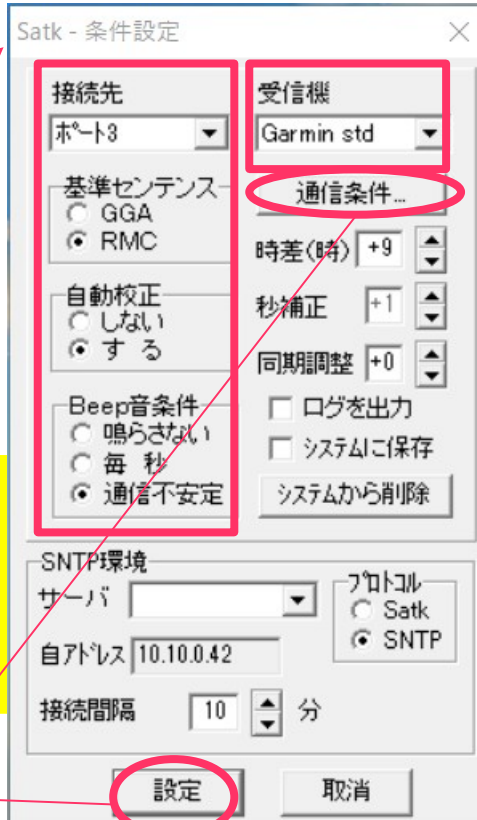 Satk - 条件設定
接続先
ポート3
基準センテンス
GGA
RMC
自動校正
しない
する
Beep音条件
鳴らさない
毎 秒
通信不安定
受信機
Garmin std
通信条件...
時差(時) +9
秒補正 +1
同期調整 +0
ログを出力
システムに保存
システムから削除
SNTP環境
サーバ
自アドレス 10.10.0.42
接続間隔 10 分
プロトコル
Satk
SNTP
設定
取消